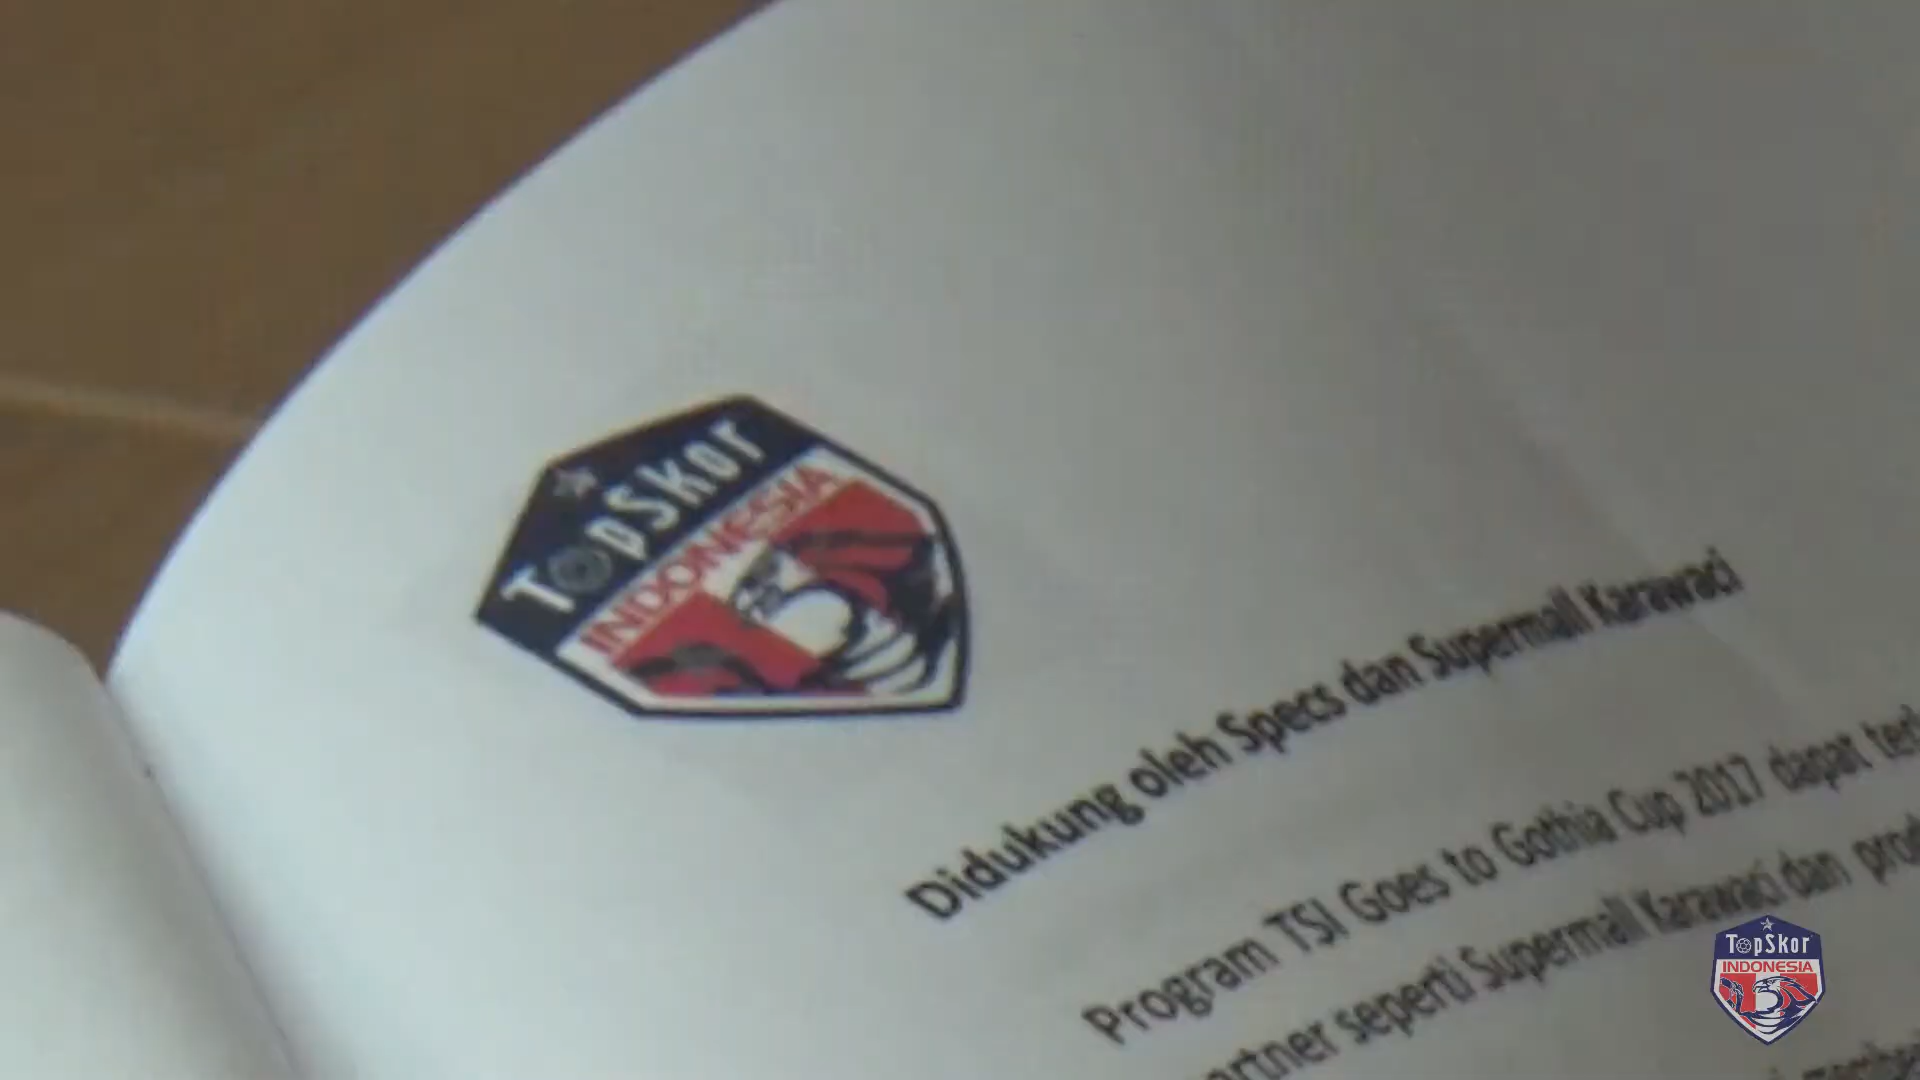 TopSkor
INDONESIA
Didukung oleh Specs dan Supermall Karawaci
Program TSI Goes to Gothia Cup 2017 dapat
seperti Supermall Karawaci dan
TopSkor
INDONESIA